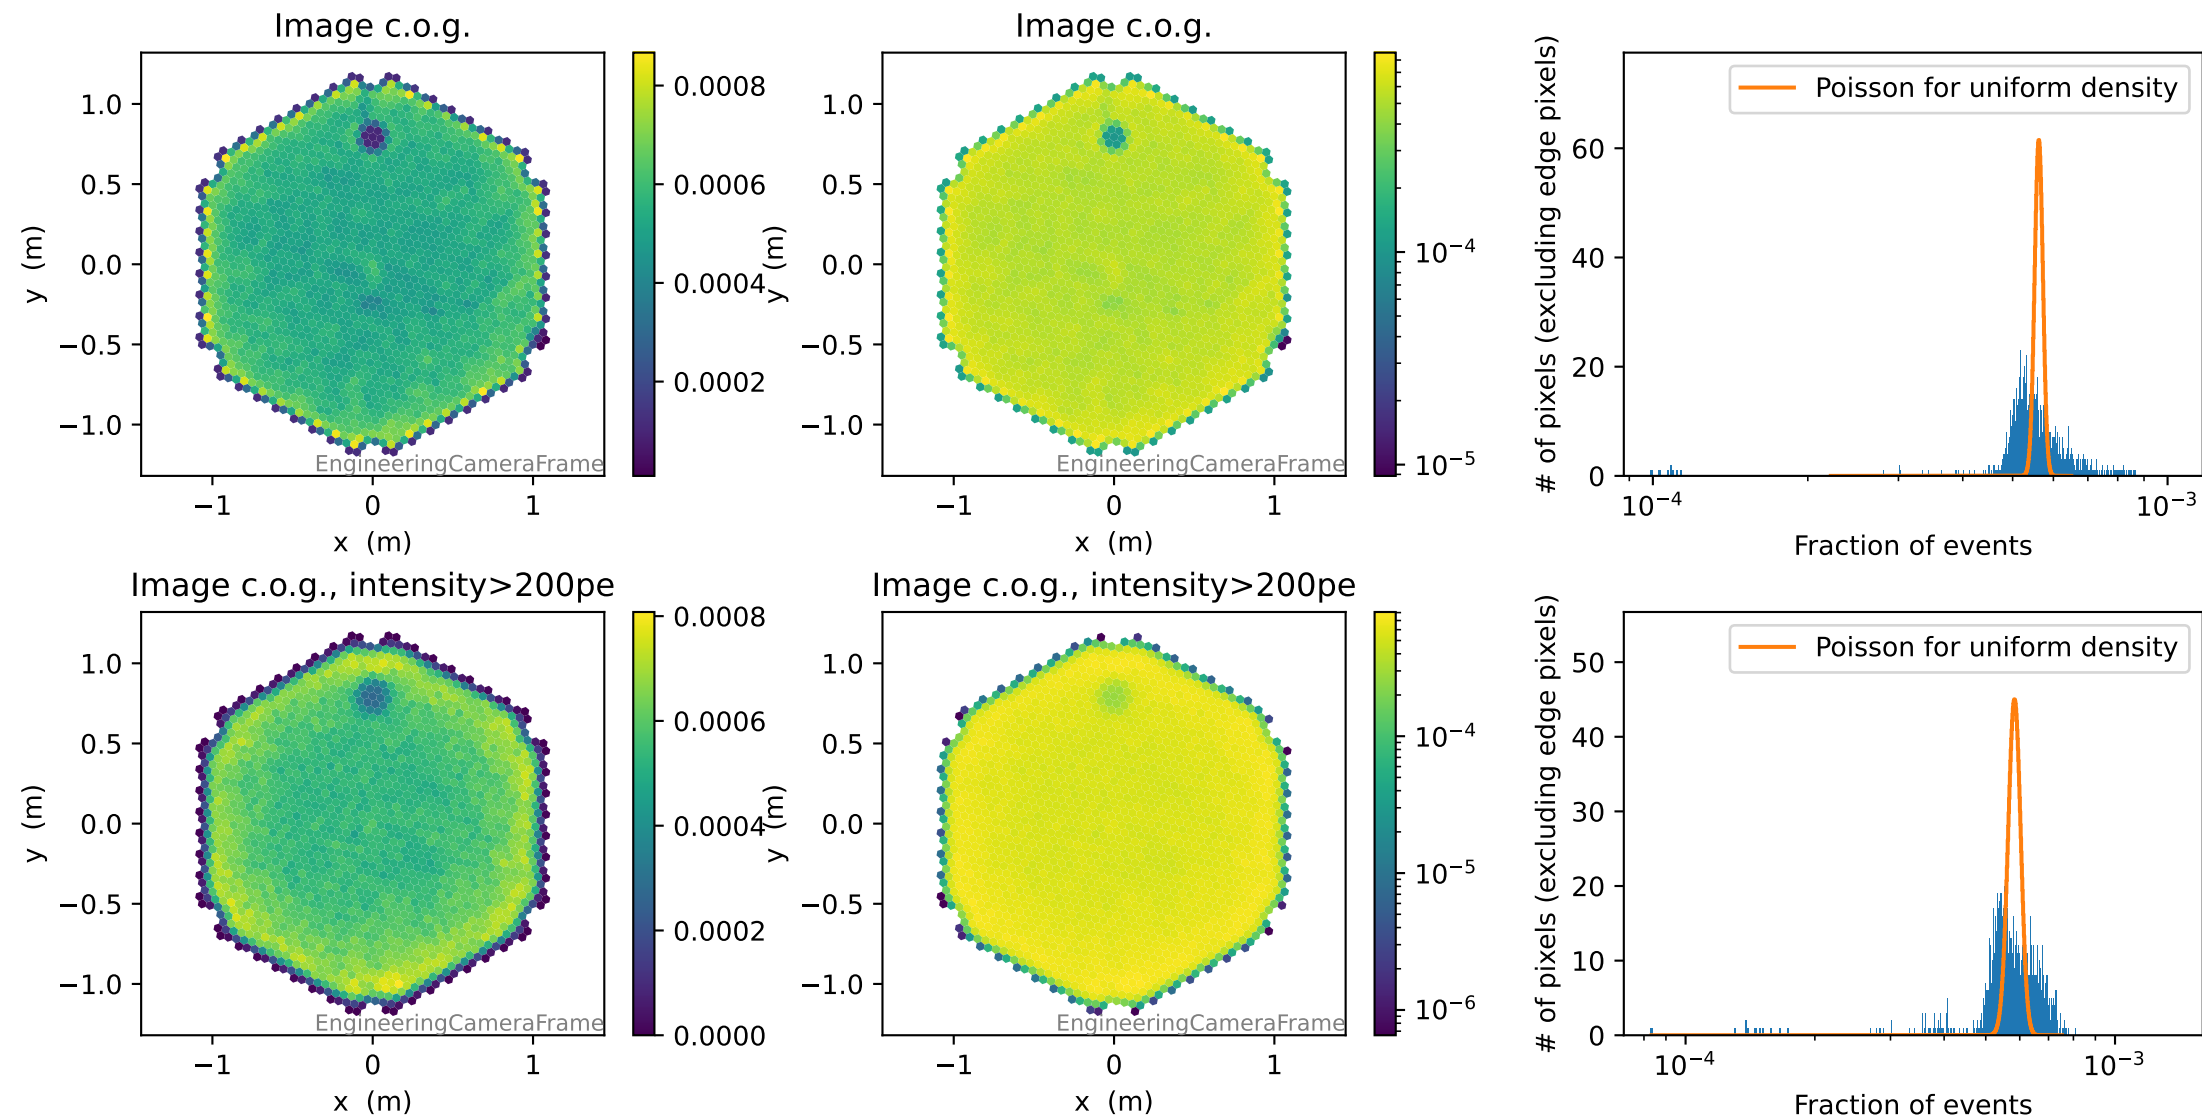 Image c.o.g.
1.0
0.5
0.0
−0.5
−1.0
y (m)
−1
0
1
x (m)
EngineeringCameraFrame
0.0008
0.0006
0.0004
0.0002
Image c.o.g.
1.0
0.5
0.0
−0.5
−1.0
y (m)
−1
0
1
x (m)
EngineeringCameraFrame
10−4
10−5
# of pixels (excluding edge pixels)
60
40
20
0
Poisson for uniform density
10−4
10−3
Fraction of events
Image c.o.g., intensity>200pe
1.0
0.5
0.0
−0.5
−1.0
y (m)
−1
0
1
x (m)
EngineeringCameraFrame
0.0008
0.0006
0.0004
0.0002
0.0000
Image c.o.g., intensity>200pe
1.0
0.5
0.0
−0.5
−1.0
y (m)
−1
0
1
x (m)
EngineeringCameraFrame
10−4
10−5
10−6
# of pixels (excluding edge pixels)
50
40
30
20
10
0
Poisson for uniform density
10−4
10−3
Fraction of events